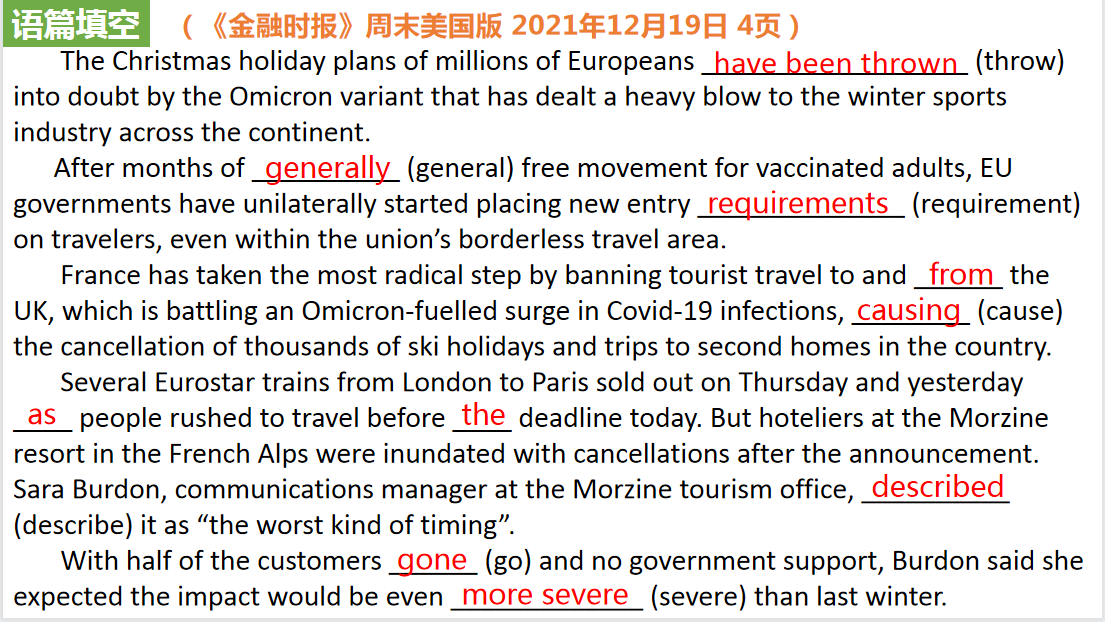 语篇填空 (《金融时报》周末美国版 2021年12月19日 4页)
The Christmas holiday plans of millions of Europeans have been thrown (throw)
into doubt by the Omicron variant that has dealt a heavy blow to the winter sports
industry across the continent.
After months of generally (general) free movement for vaccinated adults, EU
governments have unilaterally started placing new entry requirements (requirement)
on travelers, even within the union's borderless travel area.
France has taken the most radical step by banning tourist travel to and from the
UK, which is battling an Omicron-fuelled surge in Covid-19 infections, causing (cause)
the cancellation of thousands of ski holidays and trips to second homes in the country.
Several Eurostar trains from London to Paris sold out on Thursday and yesterday
as people rushed to travel before the deadline today. But hoteliers at the Morzine
resort in the French Alps were inundated with cancellations after the announcement.
Sara Burdon, communications manager at the Morzine tourism office, described
(describe) it as “the worst kind of timing”.
With half of the customers gone (go) and no government support, Burdon said she
expected the impact would be even more severe (severe) than last winter.